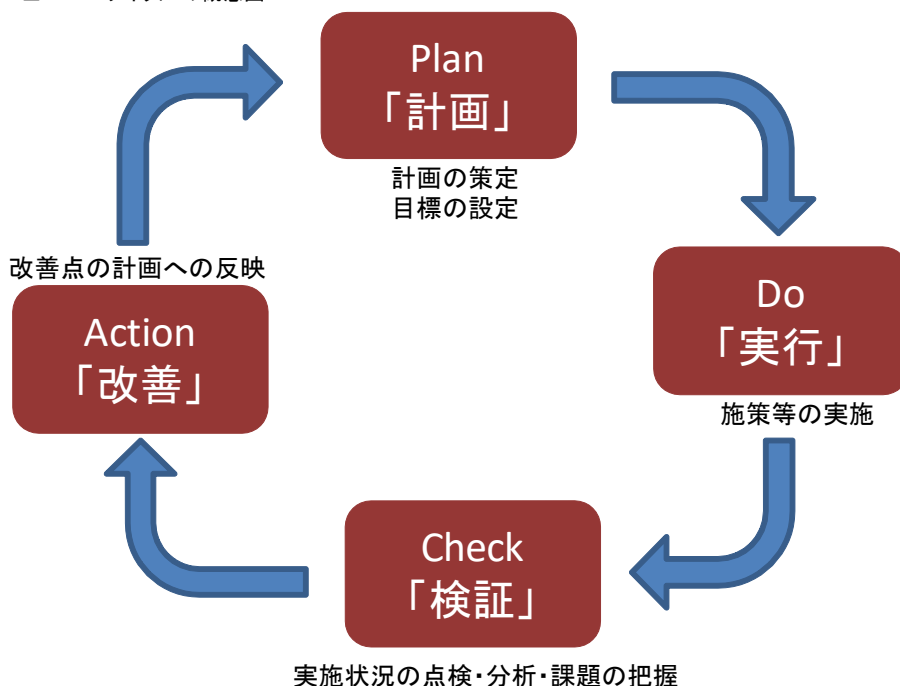 Plan
「計画」
計画の策定
目標の設定
Do
「実行」
施策等の実施
Check
「検証」
実施状況の点検・分析・課題の把握
改善点の計画への反映
Action
「改善」